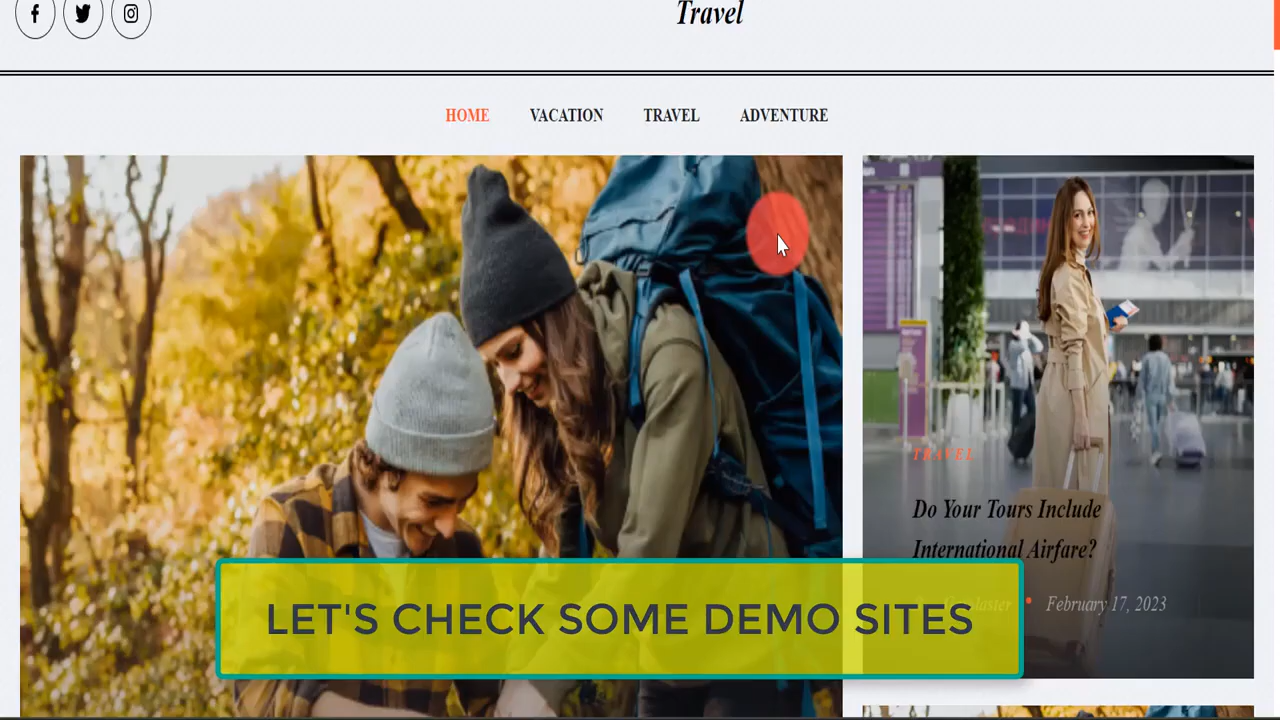 Travel
HOME VACATION TRAVEL ADVENTURE
TRAVEL
Do Your Tours Include
International Airfare?
February 17, 2023
LET'S CHECK SOME DEMO SITES